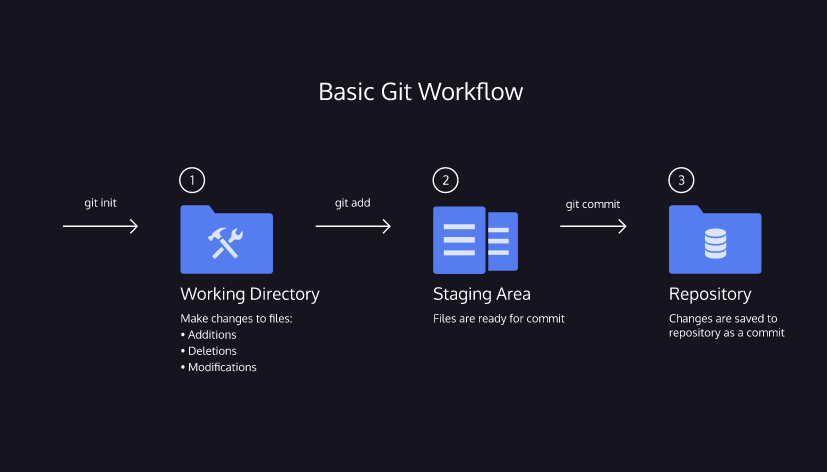 Basic Git Workflow
1
2
3
git init
git add
git commit
Working Directory
Make changes to files:
• Additions
• Deletions
• Modifications
Staging Area
Files are ready for commit
Repository
Changes are saved to
repository as a commit